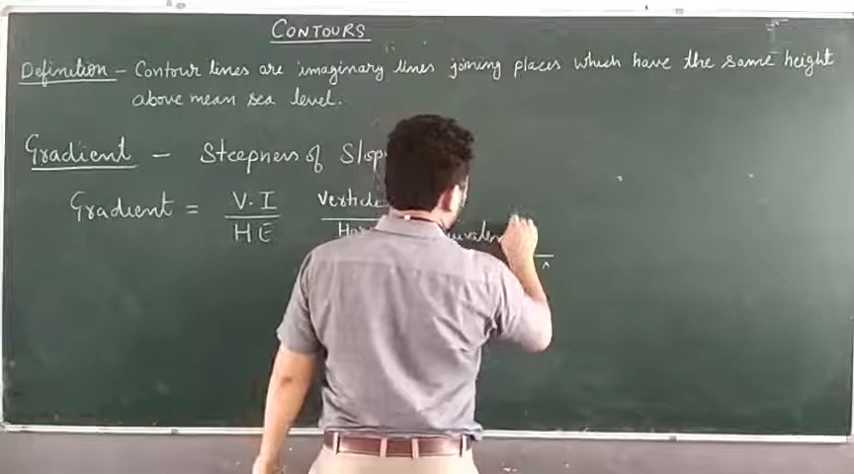 CONTOURS
Definition - Contour lines are imaginary lines joining places which have the same height
above mean sea level.
Gradient - Steepness of
Gradient = V.I
HE